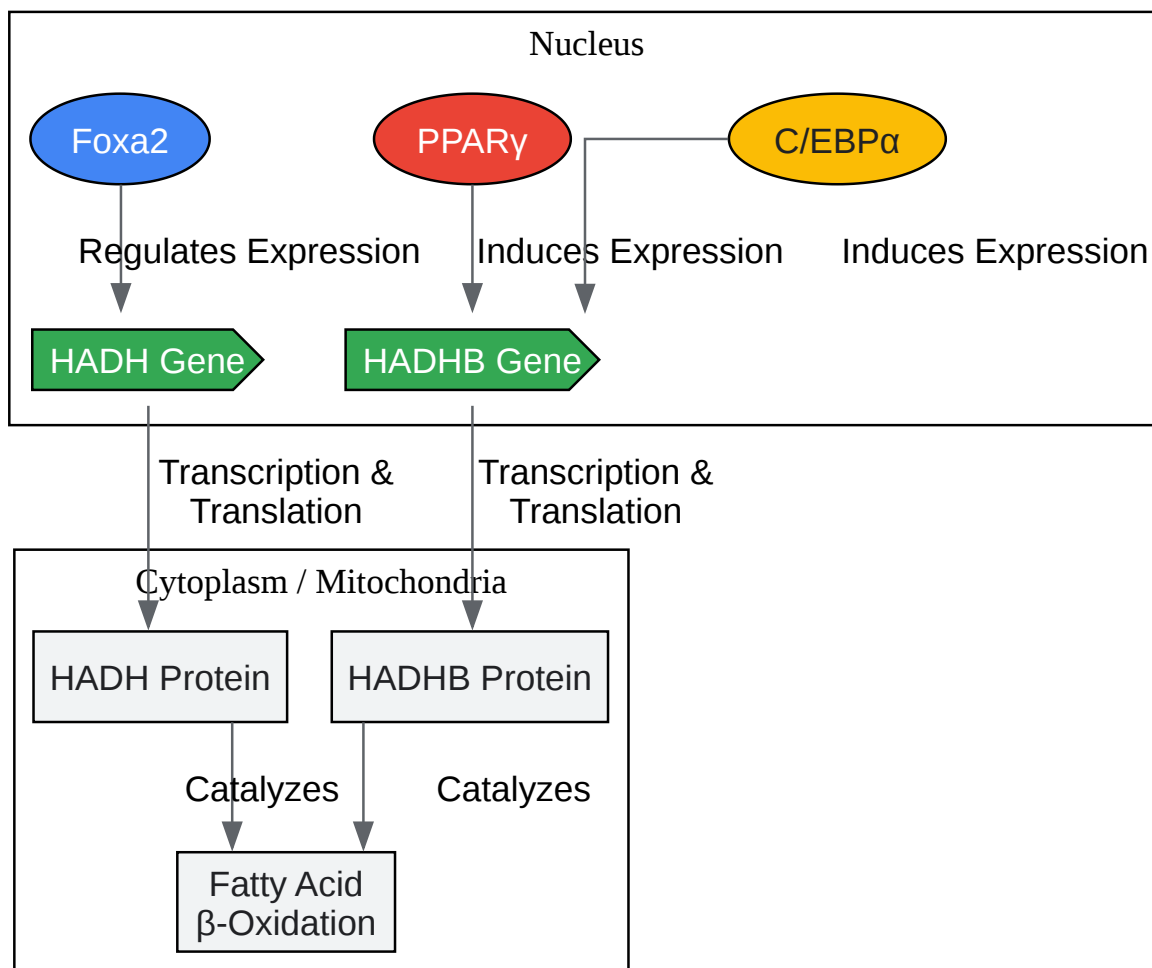 Nucleus
Foxa2
PPARγ
C/EBPα
Regulates Expression
Induces Expression
Induces Expression
HADH Gene
HADHB Gene
Transcription &
Translation
Transcription &
Translation
Cytoplasm / Mitochondria
HADH Protein
HADHB Protein
Catalyzes
Catalyzes
Fatty Acid
β-Oxidation